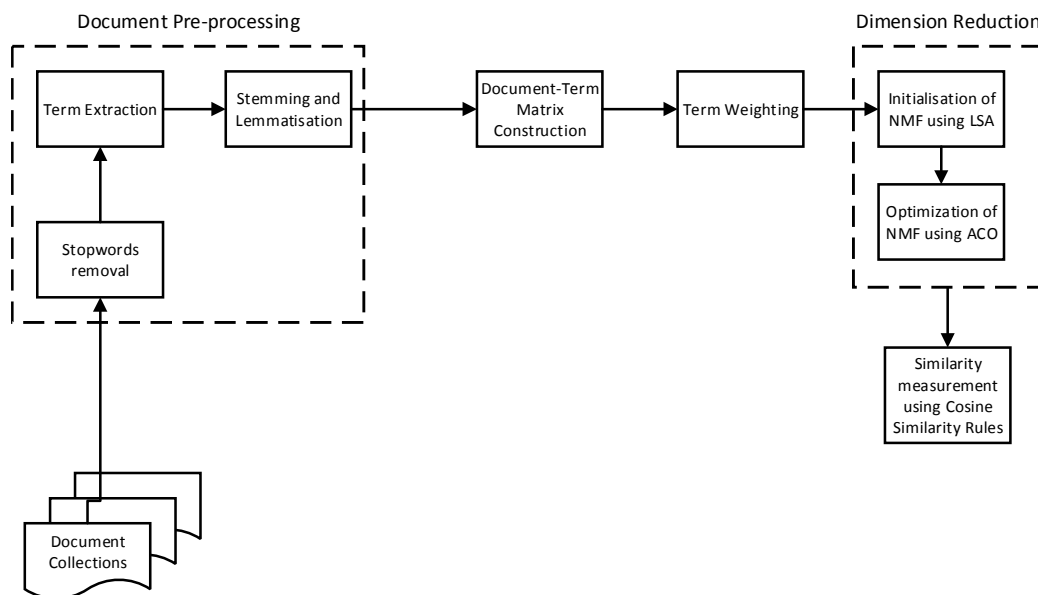 Document Pre-processing
Dimension Reduction
Term Extraction
Stemming and
Lemmatisation
Document-Term
Matrix
Construction
Term Weighting
Initialisation of
NMF using LSA
Stopwords
removal
Optimization of
NMF using ACO
Similarity
measurement
using Cosine
Similarity Rules
Document
Collections